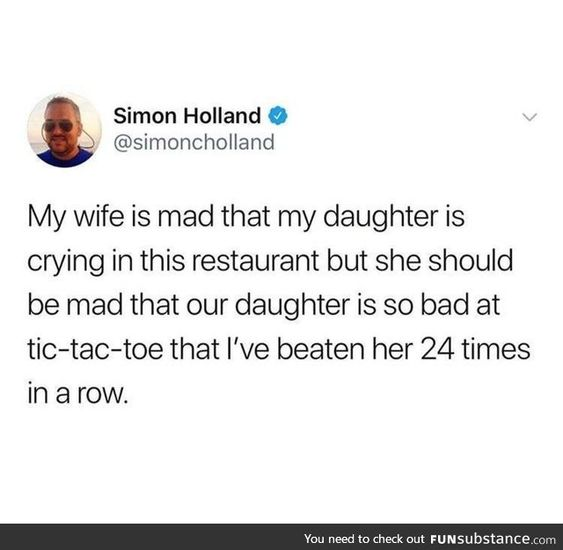 Simon Holland
@simoncholland
My wife is mad that my daughter is
crying in this restaurant but she should
be mad that our daughter is so bad at
tic-tac-toe that I've beaten her 24 times
in a row.
You need to check out FUNsubstance.com